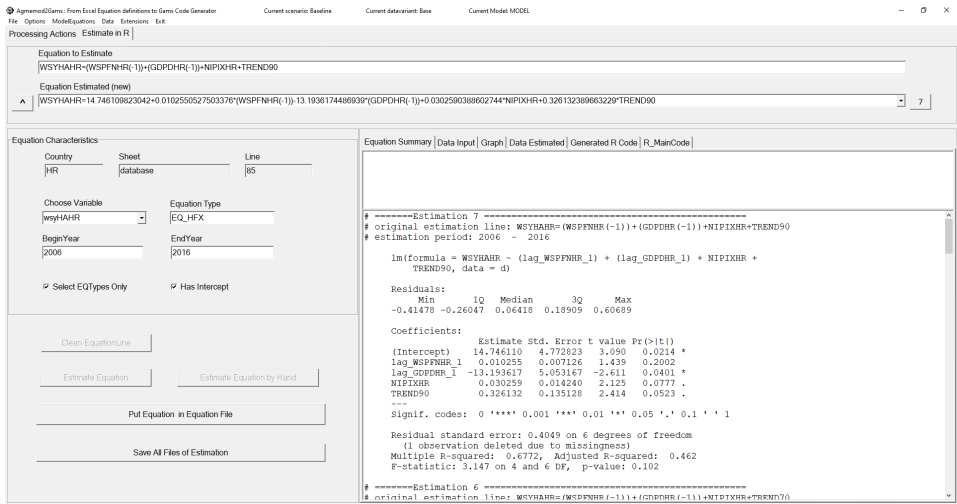 Agmemod2Gams : From Excel Equation definitions to Gams Code Generator Current scenario: Baseline Current datavariant: Base Current Model: MODEL
File Options ModelEquations Data Extensions Exit
Processing Actions Estimate in R
Equation to Estimate
WSYHAHR=(WSPFNHR(-1))+(GDPDHR(-1))+NIPIXHR+TREND90
Equation Estimated (new)
^ WSYHAHR=14.746109823042+0.0102550527503376*(WSPFNHR(-1))-13.1936174486939*(GDPDHR(-1))+0.0302590388602744*NIPIXHR+0.326132389663229*TREND90 7
Equation Characteristics
Country Sheet Line
HR database 85
Choose Variable Equation Type
wsyHAHR EQ_HFX
BeginYear EndYear
2006 2016
Select EQTypes Only Has Intercept
Clean EquationLine
Estimate Equation Estimate Equation by Hand
Put Equation in Equation File
Save All Files of Estimation
Equation Summary Data Input Graph Data Estimated Generated R Code R_MainCode
# =======Estimation 7 =============================================
# original estimation line: WSYHAHR=(WSPFNHR(-1))+(GDPDHR(-1))+NIPIXHR+TREND90
# estimation period: 2006 - 2016
lm(formula = WSYHAHR ~ (lag_WSPFNHR_1) + (lag_GDPDHR_1) + NIPIXHR +
TREND90, data = d)
Residuals:
Min 1Q Median 3Q Max
-0.41478 -0.26047 0.06418 0.18909 0.60689
Coefficients:
Estimate Std. Error t value Pr(>|t|)
(Intercept) 14.746110 4.772823 3.090 0.0214 *
lag_WSPFNHR_1 0.010255 0.007126 1.439 0.2002
lag_GDPDHR_1 -13.193617 5.053167 -2.611 0.0401 *
NIPIXHR 0.030259 0.014240 2.125 0.0777 .
TREND90 0.326132 0.135128 2.414 0.0523 .
---
Signif. codes: 0 '***' 0.001 '**' 0.01 '*' 0.05 '.' 0.1 ' ' 1
Residual standard error: 0.4049 on 6 degrees of freedom
(1 observation deleted due to missingness)
Multiple R-squared: 0.6772, Adjusted R-squared: 0.462
F-statistic: 3.147 on 4 and 6 DF, p-value: 0.102
# =======Estimation 6 =============================================
# original estimation line: WSYHAHR=(WSPFNHR(-1))+(GDPDHR(-1))+NIPIXHR+TREND70